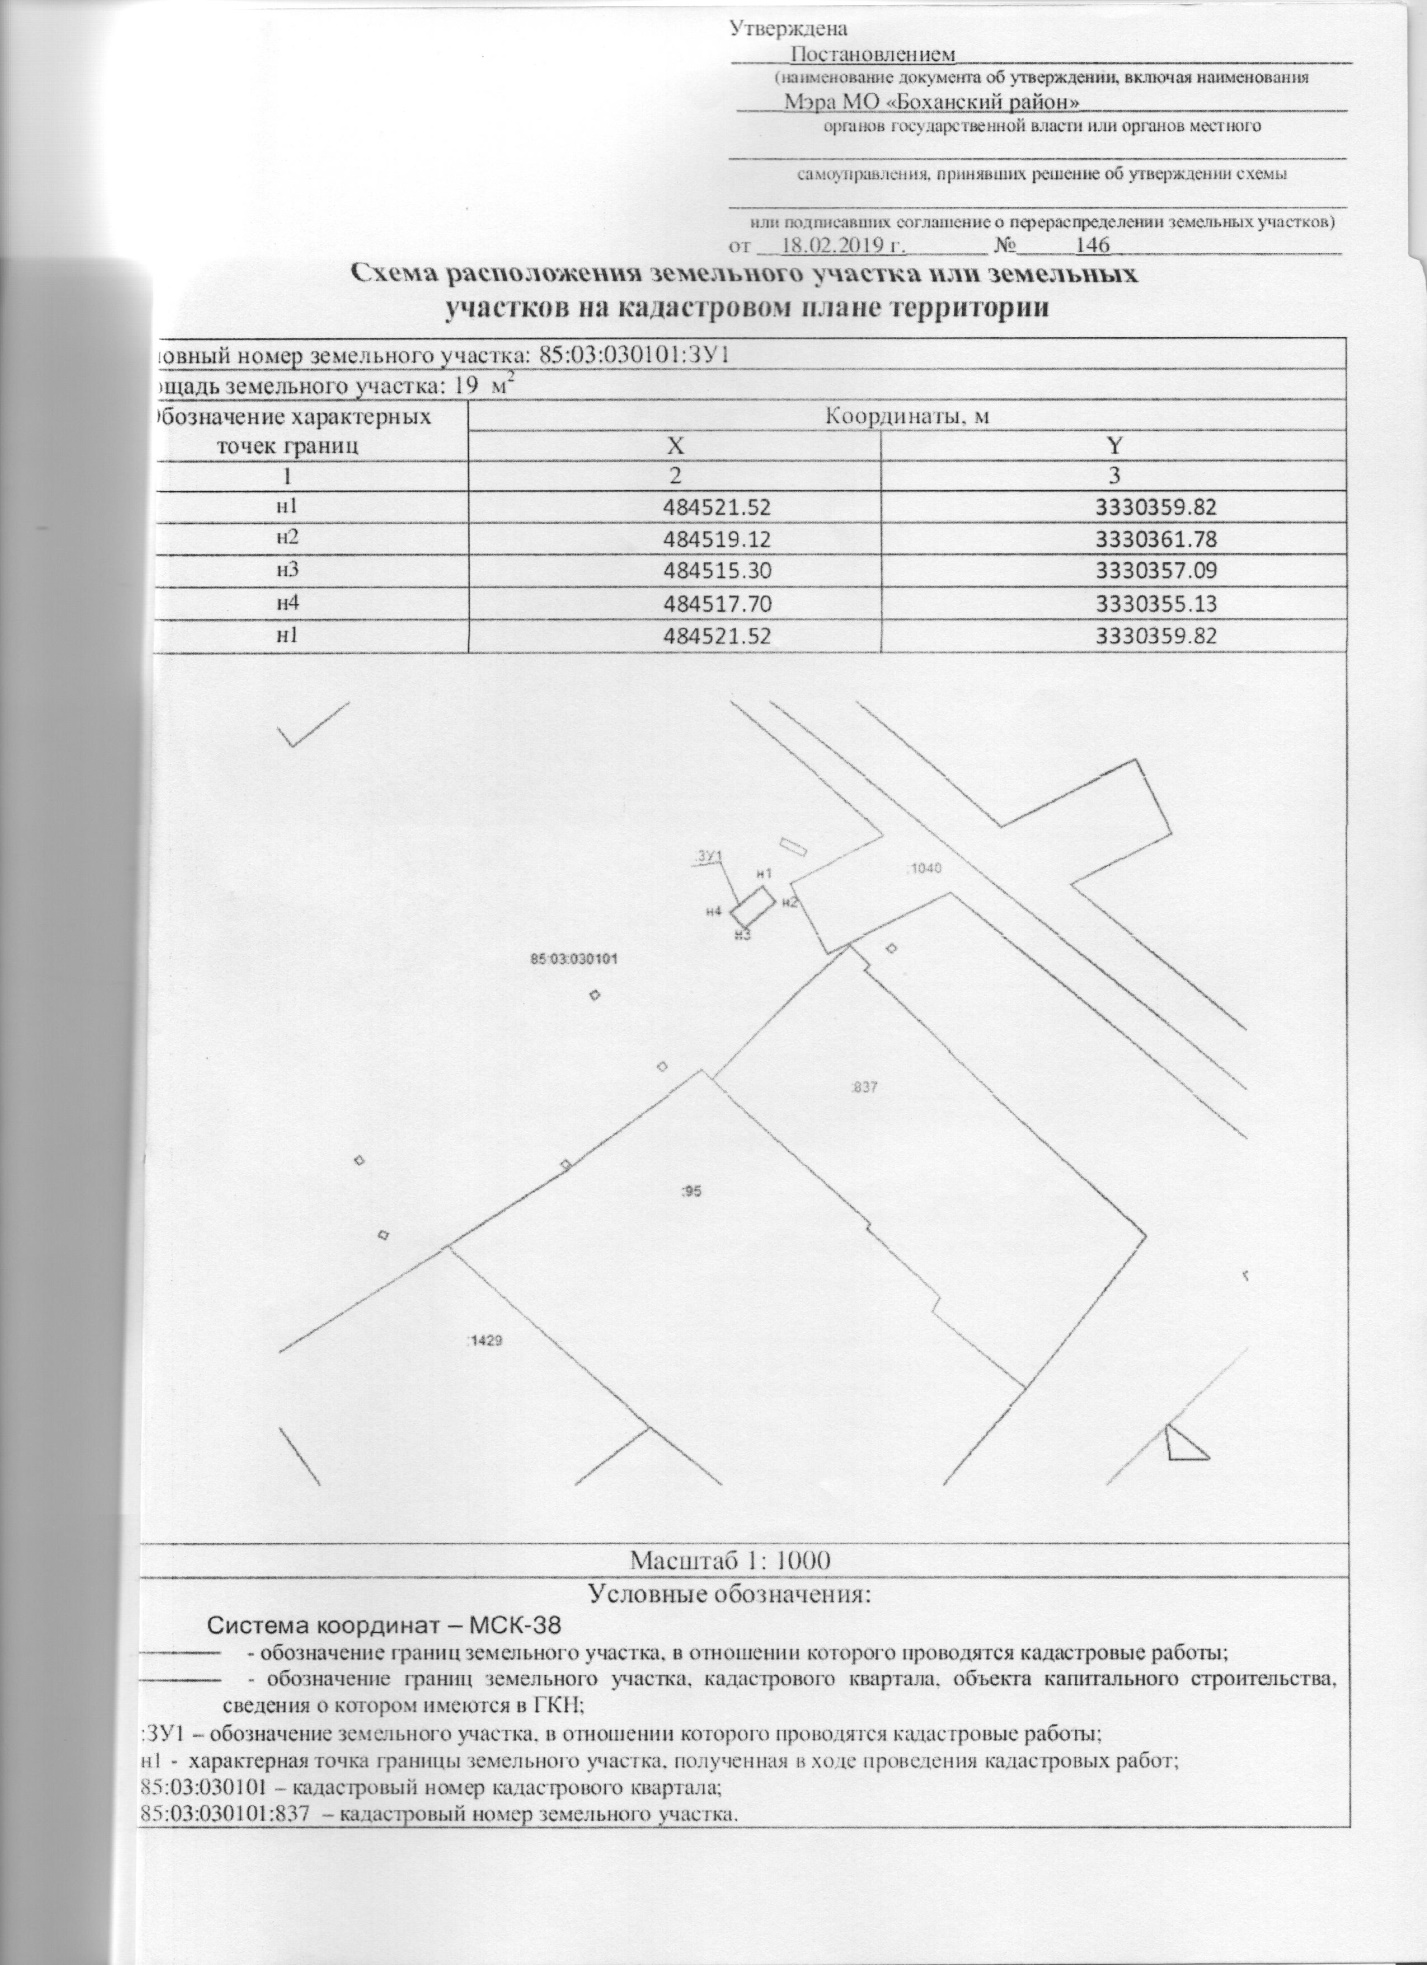 Утверждена
Постановлением
(наименование документа об утверждении, включая наименования
Мэра МО «Боханский район»
органов государственной власти или органов местного
самоуправления, принявших решение об утверждении схемы
или подписавших соглашение о перераспределении земельных участков)
от 18.02.2019 г. № 146
Схема расположения земельного участка или земельных
участков на кадастровом плане территории
ловный номер земельного участка: 85:03:030101:ЗУ1
ощадь земельного участка: 19 м²
Обозначение характерных точек границ
Координаты, м
X Y
1 2 3
н1 484521.52 3330359.82
н2 484519.12 3330361.78
н3 484515.30 3330357.09
н4 484517.70 3330355.13
н1 484521.52 3330359.82
:ЗУ1
н1
:1040
н2
н4
н3
85:03:030101
:837
:95
:1429
Масштаб 1: 1000
Условные обозначения:
Система координат – МСК-38
- обозначение границ земельного участка, в отношении которого проводятся кадастровые работы;
- обозначение границ земельного участка, кадастрового квартала, объекта капитального строительства,
сведения о котором имеются в ГКН;
:ЗУ1 – обозначение земельного участка, в отношении которого проводятся кадастровые работы;
н1 - характерная точка границы земельного участка, полученная в ходе проведения кадастровых работ;
85:03:030101 – кадастровый номер кадастрового квартала;
85:03:030101:837 – кадастровый номер земельного участка.